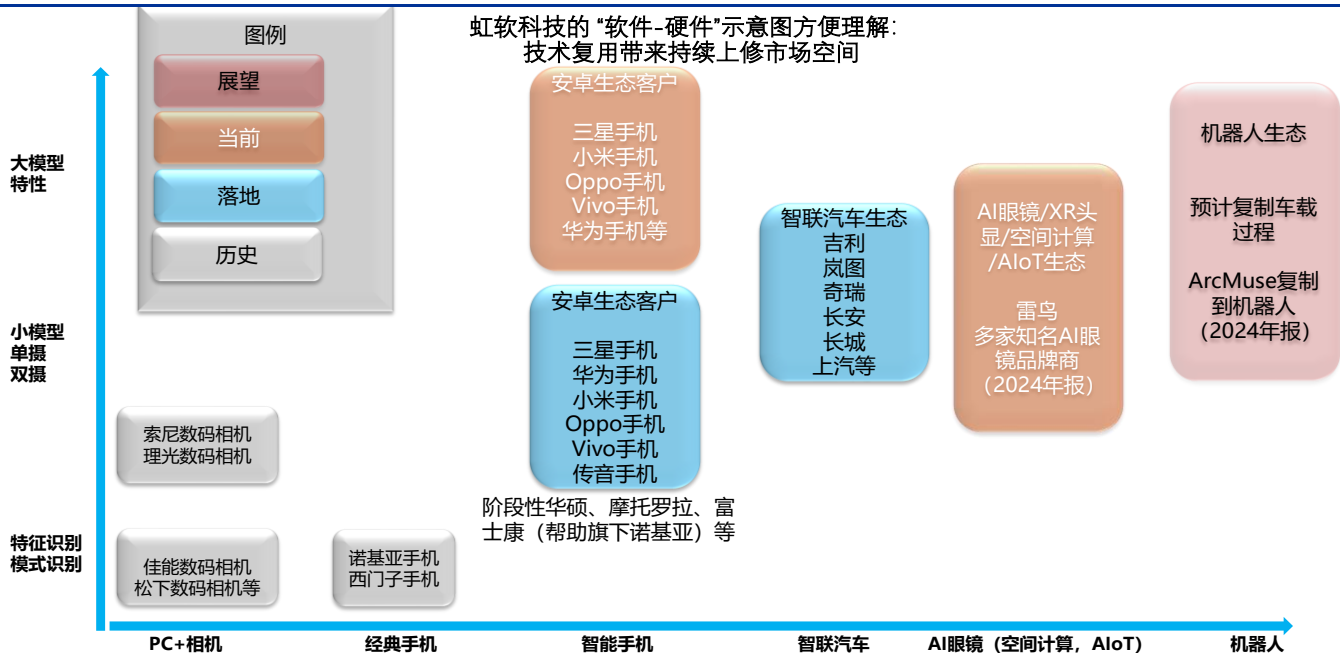 虹软科技的 “软件-硬件”示意图方便理解：
技术复用带来持续上修市场空间
图例
展望
当前
落地
历史
大模型
特性
小模型
单摄
双摄
特征识别
模式识别
索尼数码相机
理光数码相机
佳能数码相机
松下数码相机等
诺基亚手机
西门子手机
安卓生态客户
三星手机
小米手机
Oppo手机
Vivo手机
华为手机等
安卓生态客户
三星手机
华为手机
小米手机
Oppo手机
Vivo手机
传音手机
阶段性华硕、摩托罗拉、富
士康（帮助旗下诺基亚）等
智联汽车生态
吉利
岚图
奇瑞
长安
长城
上汽等
AI眼镜/XR头
显/空间计算
/AIoT生态
雷鸟
多家知名AI眼
镜品牌商
（2024年报）
机器人生态
预计复制车载
过程
ArcMuse复制
到机器人
（2024年报）
PC+相机
经典手机
智能手机
智联汽车
AI眼镜（空间计算，AIoT）
机器人